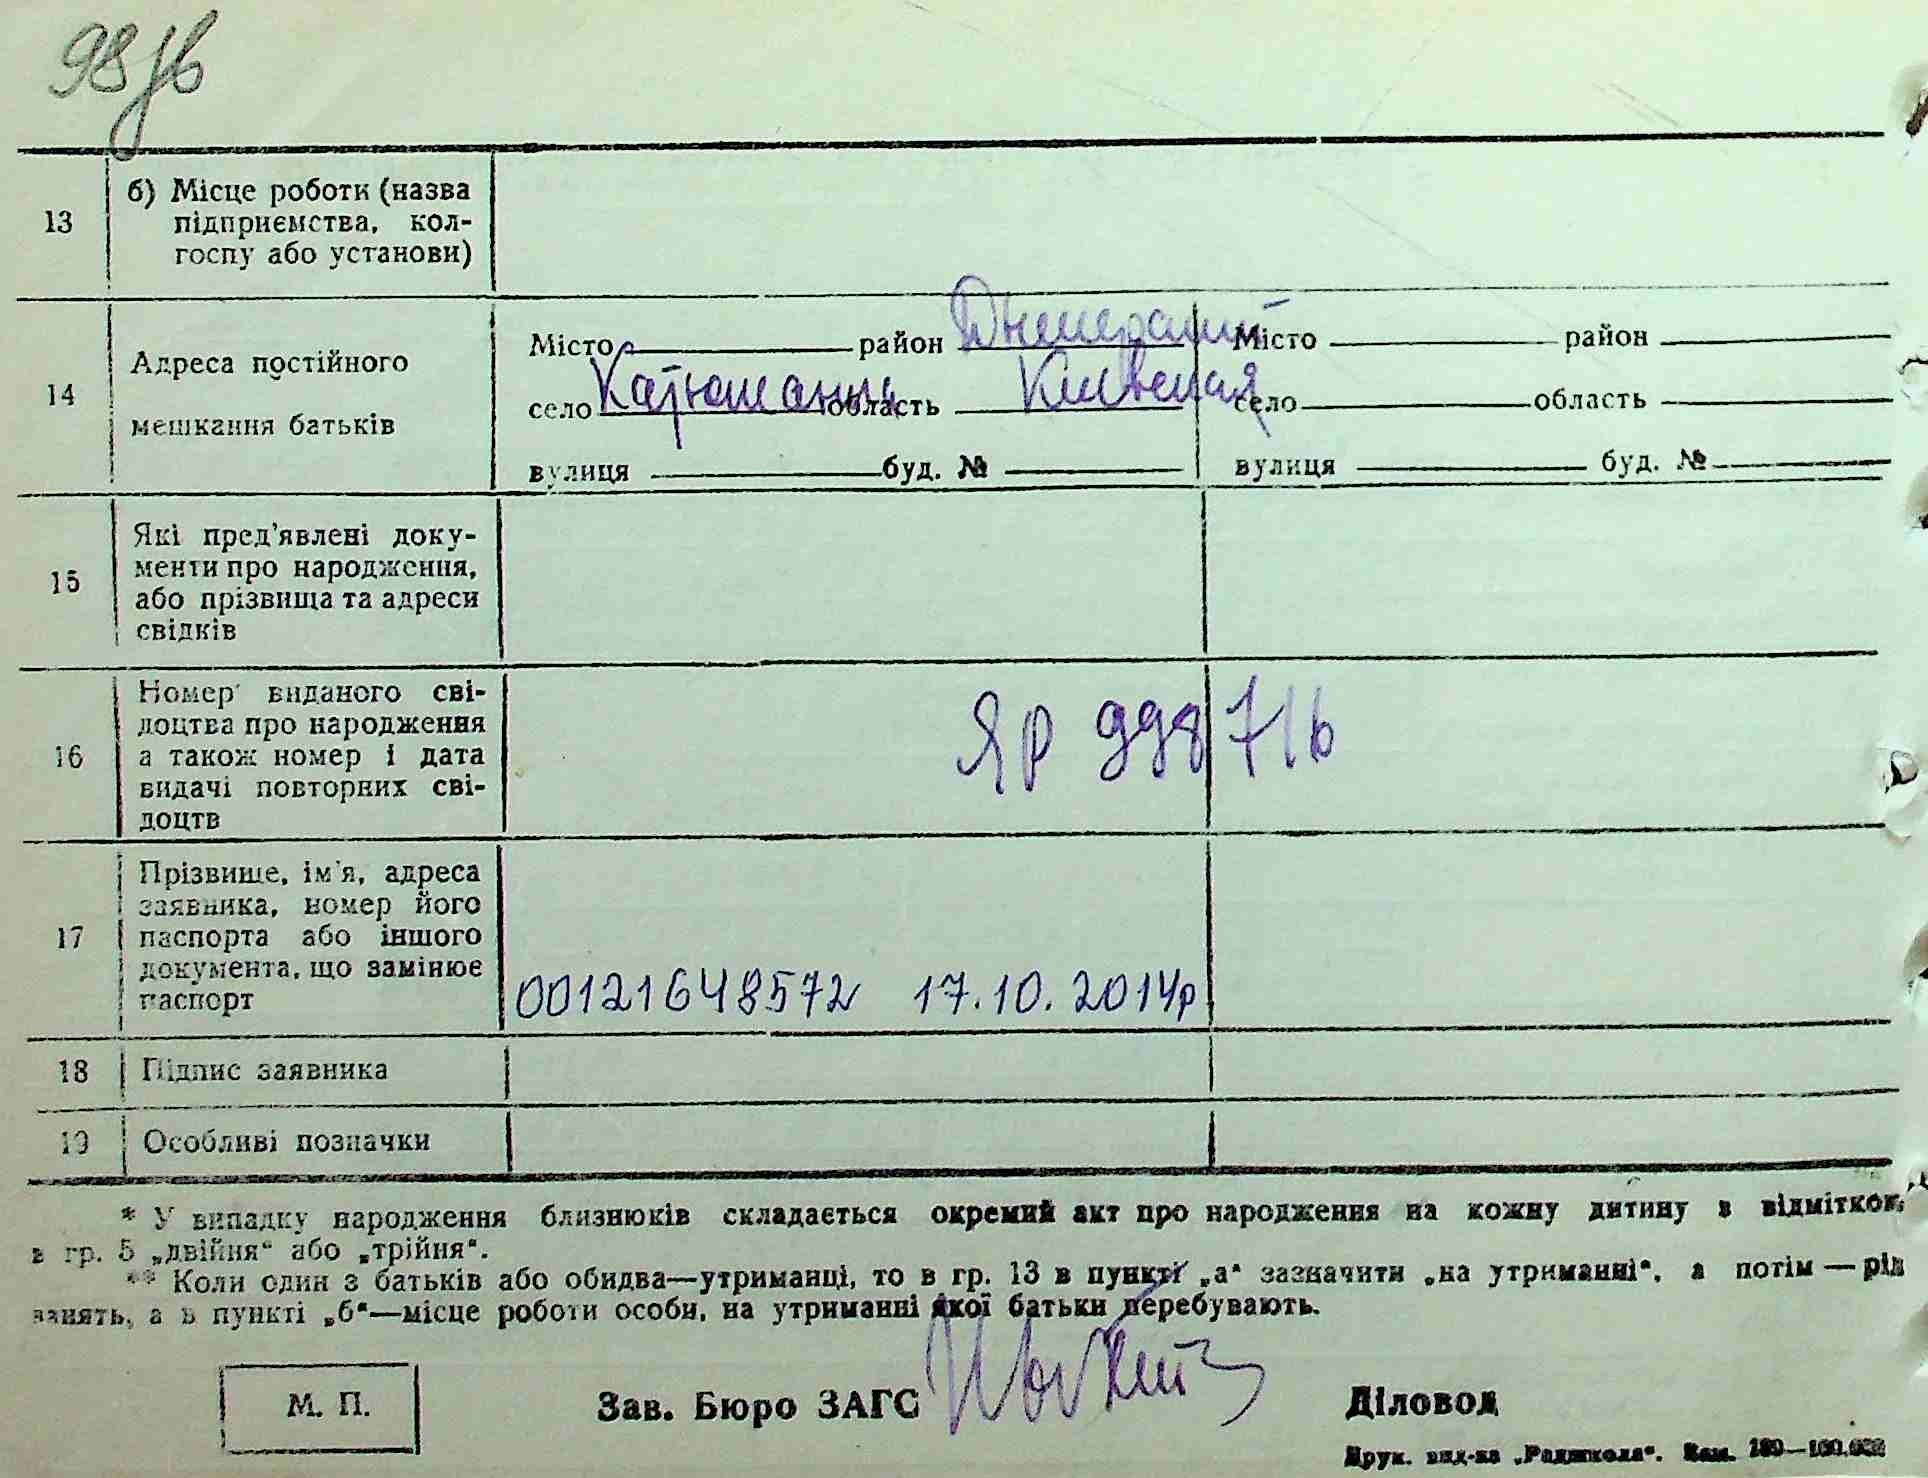 98
13 б) Місце роботи (назва
підприємства, кол-
госпу або установи)
14 Адреса постійного
мешкання батьків
Місто район Димерский Місто район
село Катюжанка область Киевская село область
вулиця буд. № вулиця буд. №
15 Які пред'явлені доку-
менти про народження,
або прізвища та адреси
свідків
16 Номер виданого сві-
доцтва про народження
а також номер і дата
видачі повторних сві-
доцтв
ЯР 998716
17 Прізвище, ім'я, адреса
заявника, номер його
паспорта або іншого
документа, що замінює
паспорт
00121648572 17.10.2014р
18 Підпис заявника
19 Особливі позначки
* У випадку народження близнюків складається окремий акт про народження на кожну дитину з відміткою,
в гр. 5 „двійня“ або „трійня“.
** Коли один з батьків або обидва—утриманці, то в гр. 13 в пункті „а“ зазначити „на утриманні“, а потім — рід
занять, а в пункті „б“—місце роботи особи, на утриманні якої батьки перебувають.
М. П. Зав. Бюро ЗАГС Діловод
Друк. вид-ва „Радшкола“. Зам.